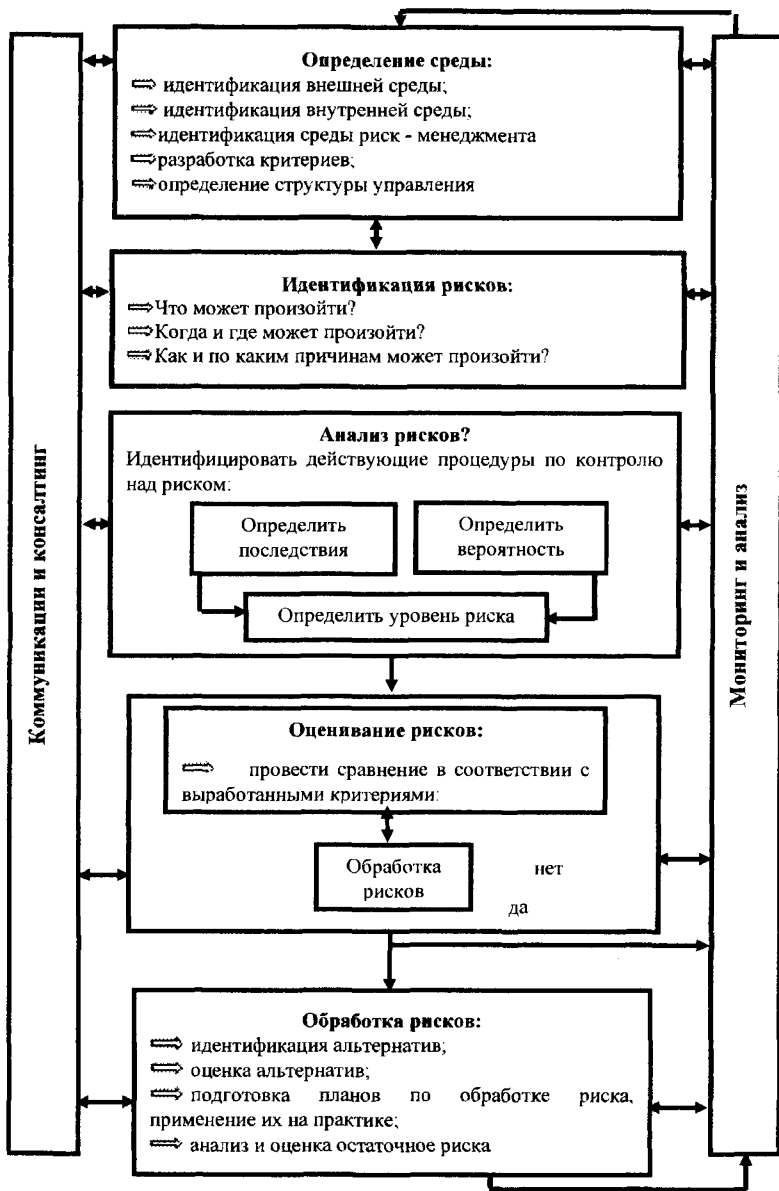 Коммуникации и консалтинг
Определение среды:
⇨ идентификация внешней среды;
⇨ идентификация внутренней среды;
⇨идентификация среды риск - менеджмента
⇨разработка критериев;
⇨определение структуры управления
Идентификация рисков:
⇨Что может произойти?
⇨Когда и где может произойти?
⇨Как и по каким причинам может произойти?
Анализ рисков?
Идентифицировать действующие процедуры по контролю
над риском:
Определить
последствия
Определить
вероятность
Определить уровень риска
Оценивание рисков:
⇨ провести сравнение в соответствии с
выработанными критериями:
Обработка
рисков
нет
да
Обработка рисков:
⇨ идентификация альтернатив;
⇨ оценка альтернатив;
⇨ подготовка планов по обработке риска,
применение их на практике;
⇨ анализ и оценка остаточное риска
Мониторинг и анализ